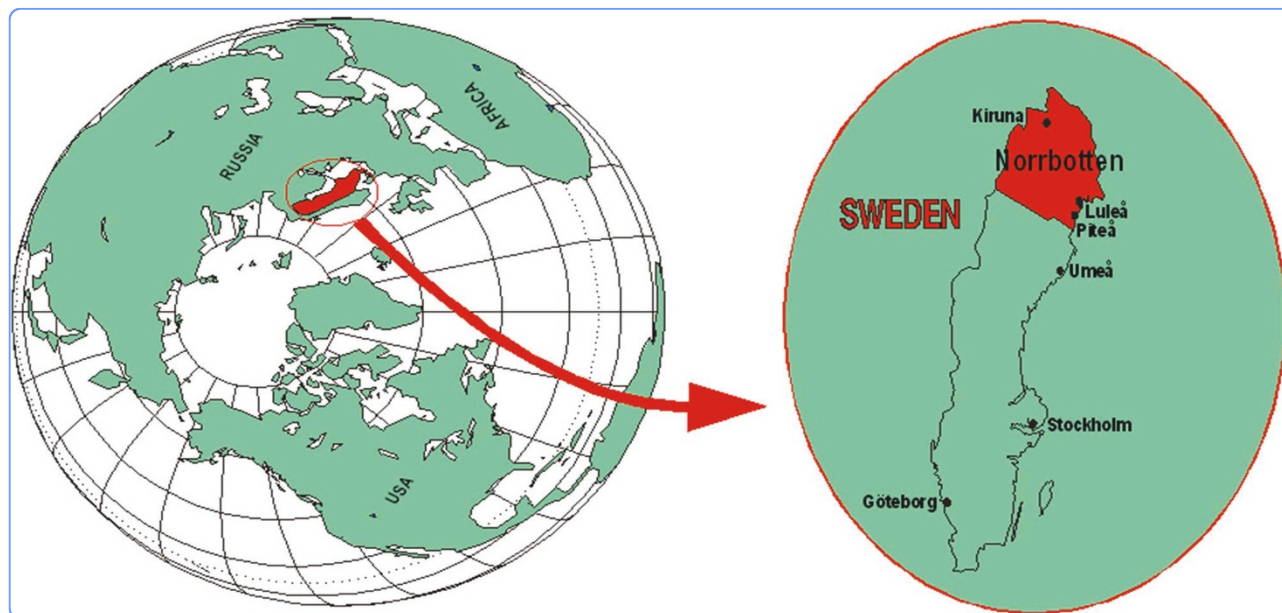 RUSSIA
AFRICA
USA
Kiruna
Norrbotten
SWEDEN
Luleå
Piteå
Umeå
Stockholm
Göteborg